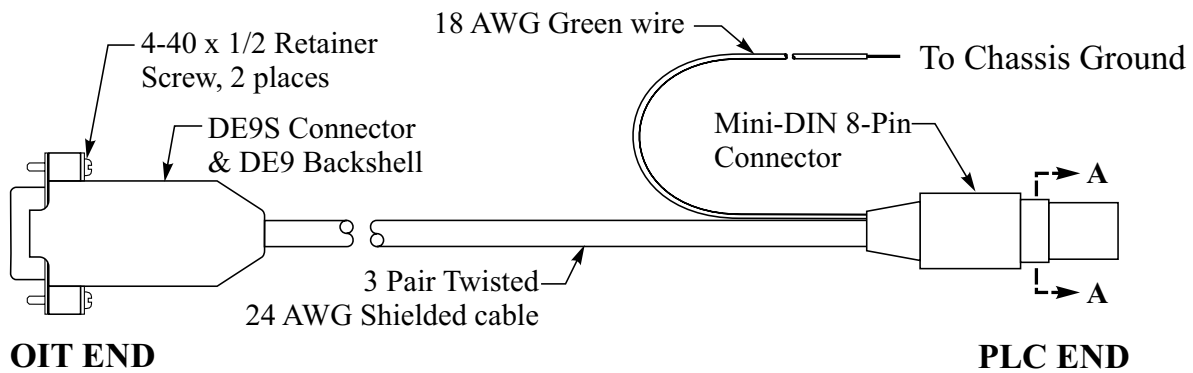 18 AWG Green wire
4-40 x 1/2 Retainer
Screw, 2 places
To Chassis Ground
DE9S Connector
& DE9 Backshell
Mini-DIN 8-Pin
Connector
A
3 Pair Twisted
24 AWG Shielded cable
A
OIT END
PLC END